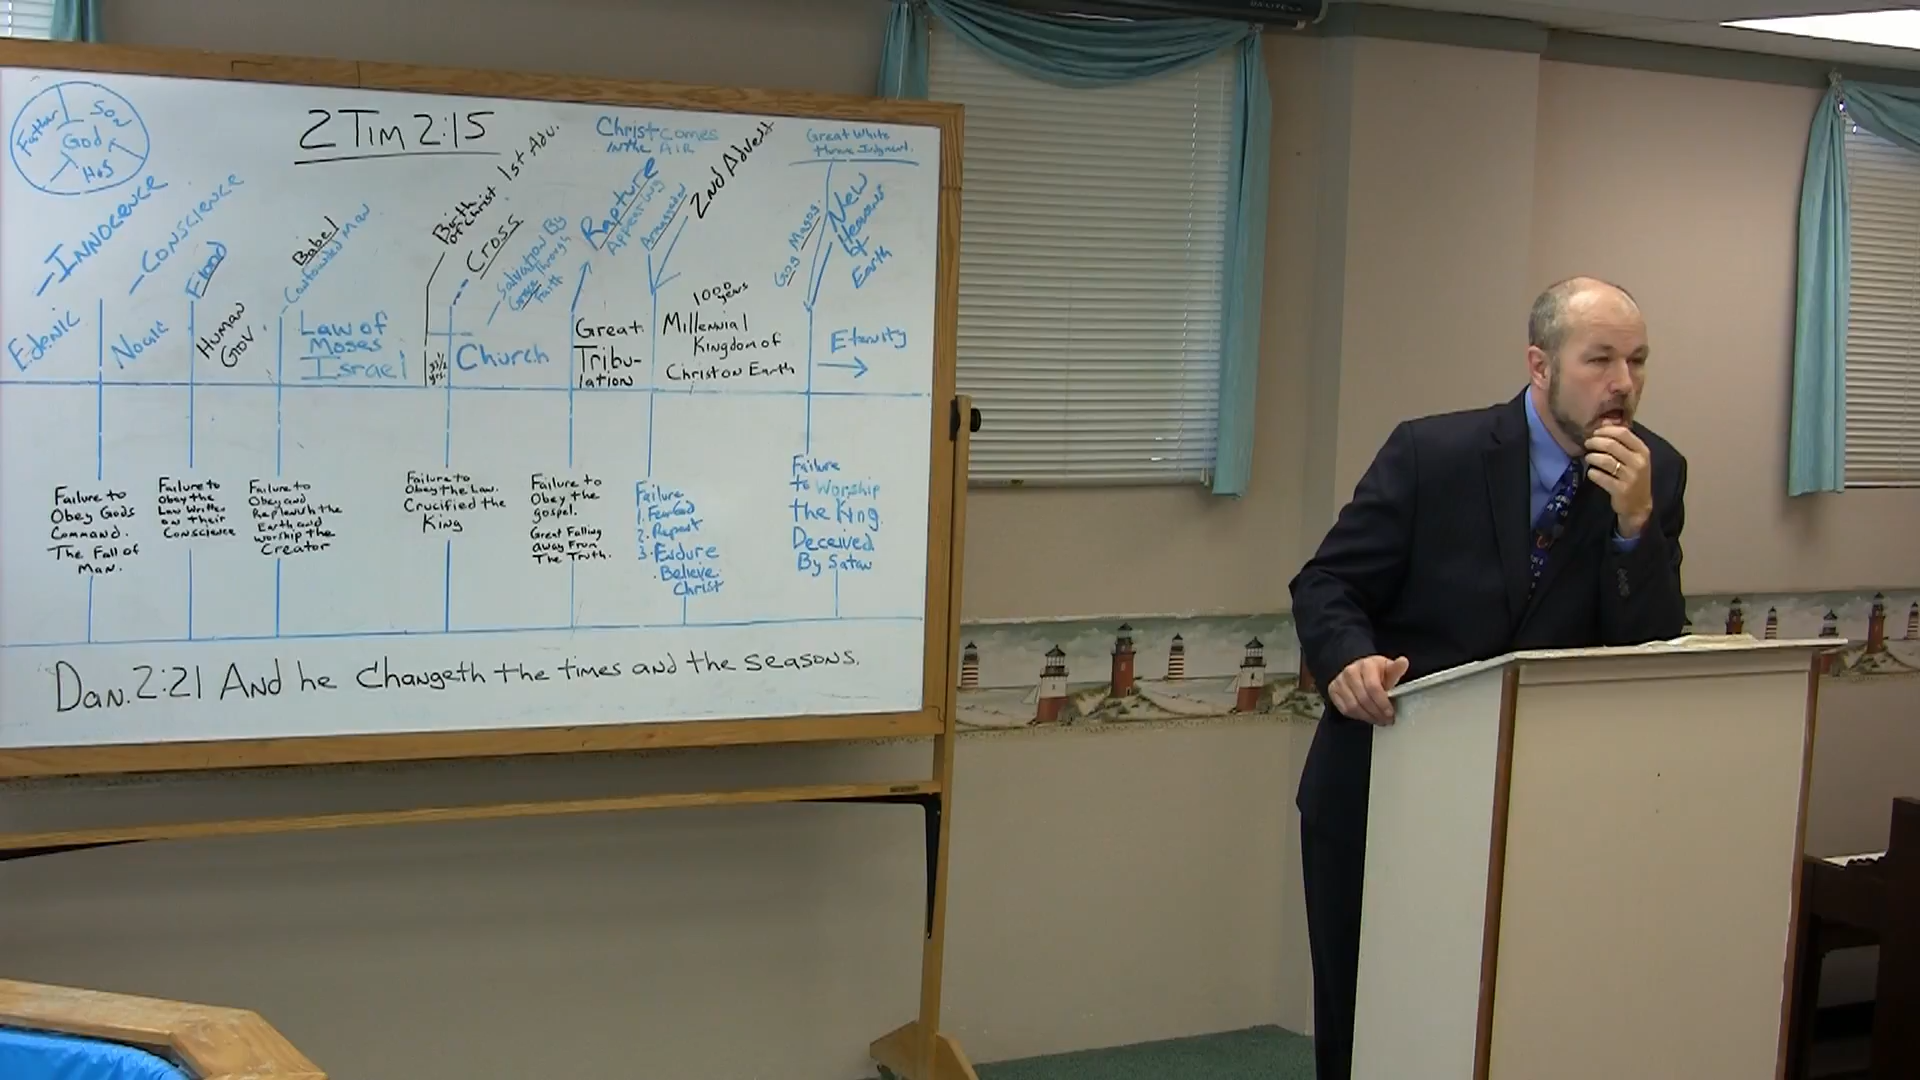 Father
Son
God
H.S
2 Tim 2:15
Innocence
Conscience
Flood
Babel
Confounded Man
Birth
of Christ 1st Adv.
Cross
Salvation By
Grace Through
Faith
Christ comes
in the Air
Rapture
Appearing
2nd Advent
Great White
Throne Judgment
Gog Magog
New
Heavens
Earth
Edenic
Noaic
Human
Gov
Law of
Moses
Israel
Church
Great
Tribu-
lation
1000
years
Millennial
Kingdom of
Christ on Earth
Eternity
Failure to
Obey Gods
Command.
The Fall of
Man.
Failure to
Obey the
Law Written
on their
Conscience
Failure to
Obey and
Replenish the
Earth and
worship the
Creator
Failure to
Obey the Law.
Crucified the
King
Failure to
Obey the
gospel.
Great Falling
away From
The Truth.
Failure
1. Fear God
2. Repent
3. Endure
Believe
Christ
Failure
to Worship
the King.
Deceived
By Satan
Dan. 2:21 And he changeth the times and the seasons.